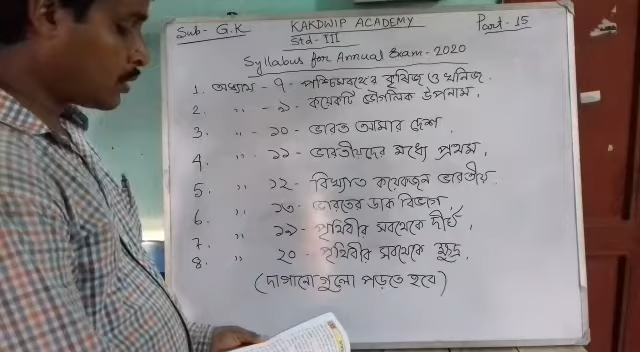 Sub- G.K KAKDWIP ACADEMY Part-15
Std-III
Syllabus for Annual Exam-2020
1. অধ্যায় - ৭ - পশ্চিমবঙ্গের কৃষিজ ও খনিজ.
2. " - ৯ - কয়েকটি ভৌগলিক উপনাম.
3. " - ১০ - ভারত আমার দেশ.
4. " - ১১ - ভারতীয়দের মধ্যে প্রথম.
5. " ১২ - বিখ্যাত কয়েকজন ভারতীয়.
6. " ১৩ - ভারতের ডাক বিভাগ.
7. " ১৯ - পৃথিবীর সবথেকে দীর্ঘ.
8. " ২০ - পৃথিবীর সবথেকে ক্ষুদ্র.
(দাগানো গুলো পড়তে হবে)